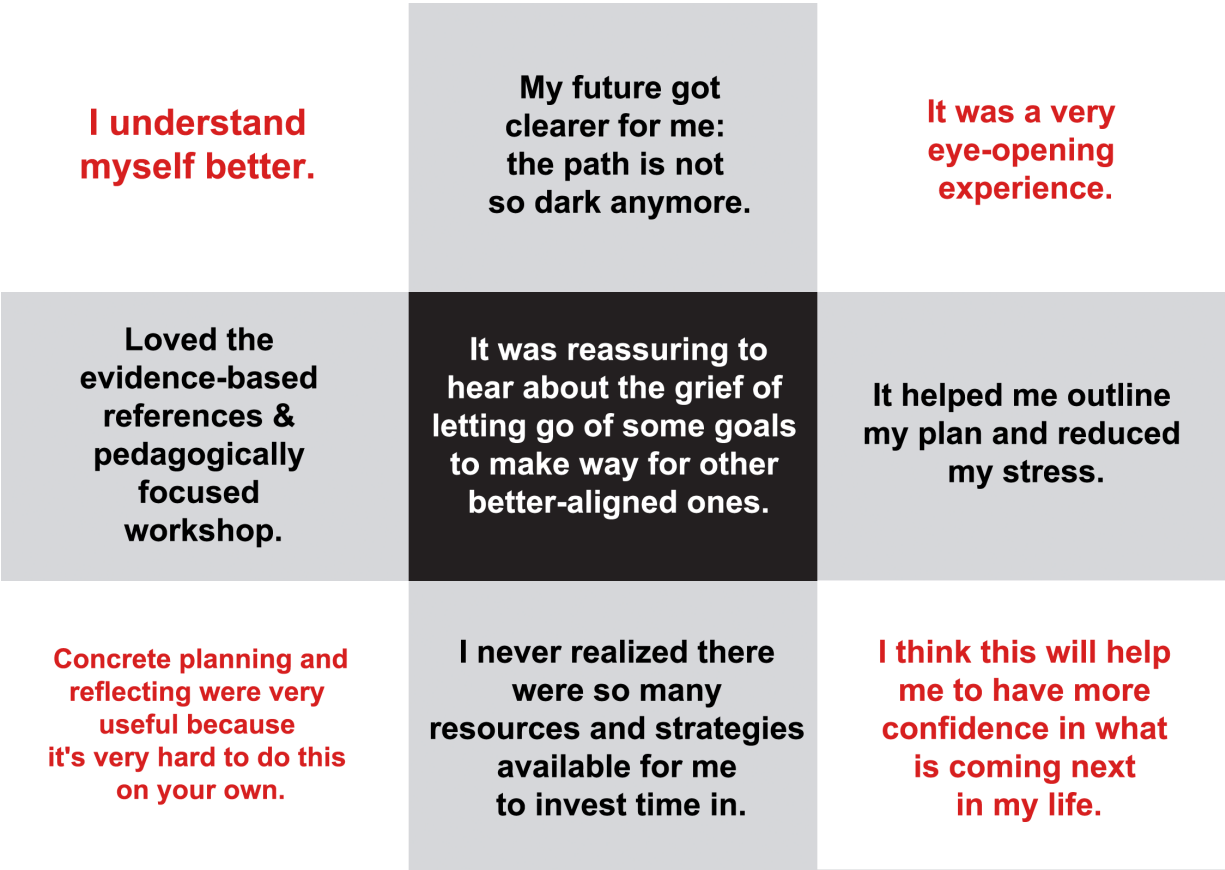 I understand
myself better.
My future got
clearer for me:
the path is not
so dark anymore.
It was a very
eye-opening
experience.
Loved the
evidence-based
references &
pedagogically
focused
workshop.
It was reassuring to
hear about the grief of
letting go of some goals
to make way for other
better-aligned ones.
It helped me outline
my plan and reduced
my stress.
Concrete planning and
reflecting were very
useful because
it's very hard to do this
on your own.
I never realized there
were so many
resources and strategies
available for me
to invest time in.
I think this will help
me to have more
confidence in what
is coming next
in my life.